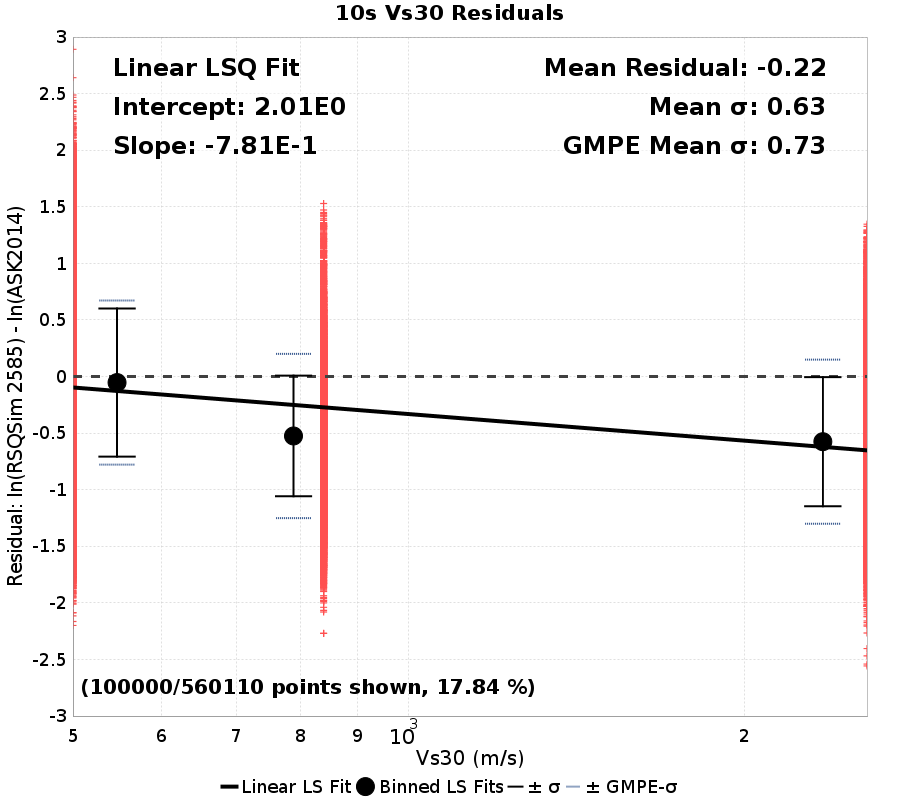 10s Vs30 Residuals
Linear LSQ Fit
Intercept: 2.01E0
Slope: -7.81E-1
Mean Residual: -0.22
Mean σ: 0.63
GMPE Mean σ: 0.73
Residual: ln(RSQSim 2585) - ln(ASK2014)
3
2.5
2
1.5
1
0.5
0
-0.5
-1
-1.5
-2
-2.5
-3
(100000/560110 points shown, 17.84 %)
5 6 7 8 9 10³ 2
Vs30 (m/s)
Linear LS Fit Binned LS Fits ± σ ± GMPE-σ